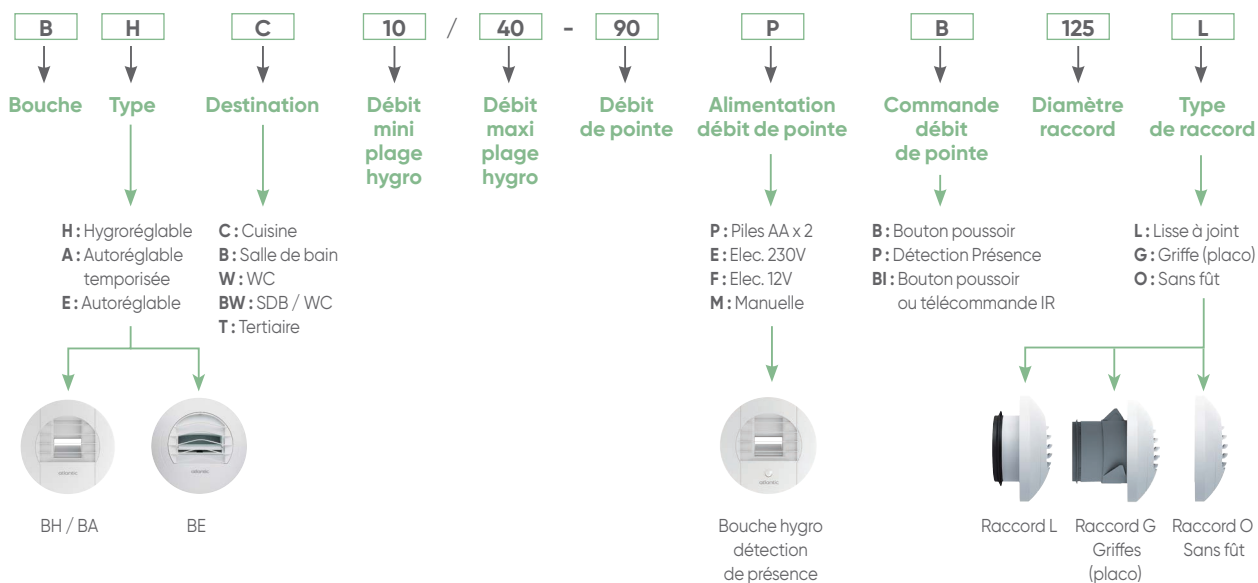 B H C 10 / 40 - 90 P B 125 L
Bouche
Type
Destination
Débit
mini
plage
hygro
Débit
maxi
plage
hygro
Débit
de pointe
Alimentation
débit de pointe
Commande
débit
de pointe
Diamètre
raccord
Type
de raccord
H : Hygroréglable
A : Autoréglable
temporisée
E : Autoréglable
C : Cuisine
B : Salle de bain
W : WC
BW : SDB / WC
T : Tertiaire
P : Piles AA x 2
E : Elec. 230V
F : Elec. 12V
M : Manuelle
B : Bouton poussoir
P : Détection Présence
BI : Bouton poussoir
ou télécommande IR
L : Lisse à joint
G : Griffe (placo)
O : Sans fût
atlantic
atlantic
atlantic
BH / BA
BE
Bouche hygro
détection
de présence
Raccord L
Raccord G
Griffes
(placo)
Raccord O
Sans fût